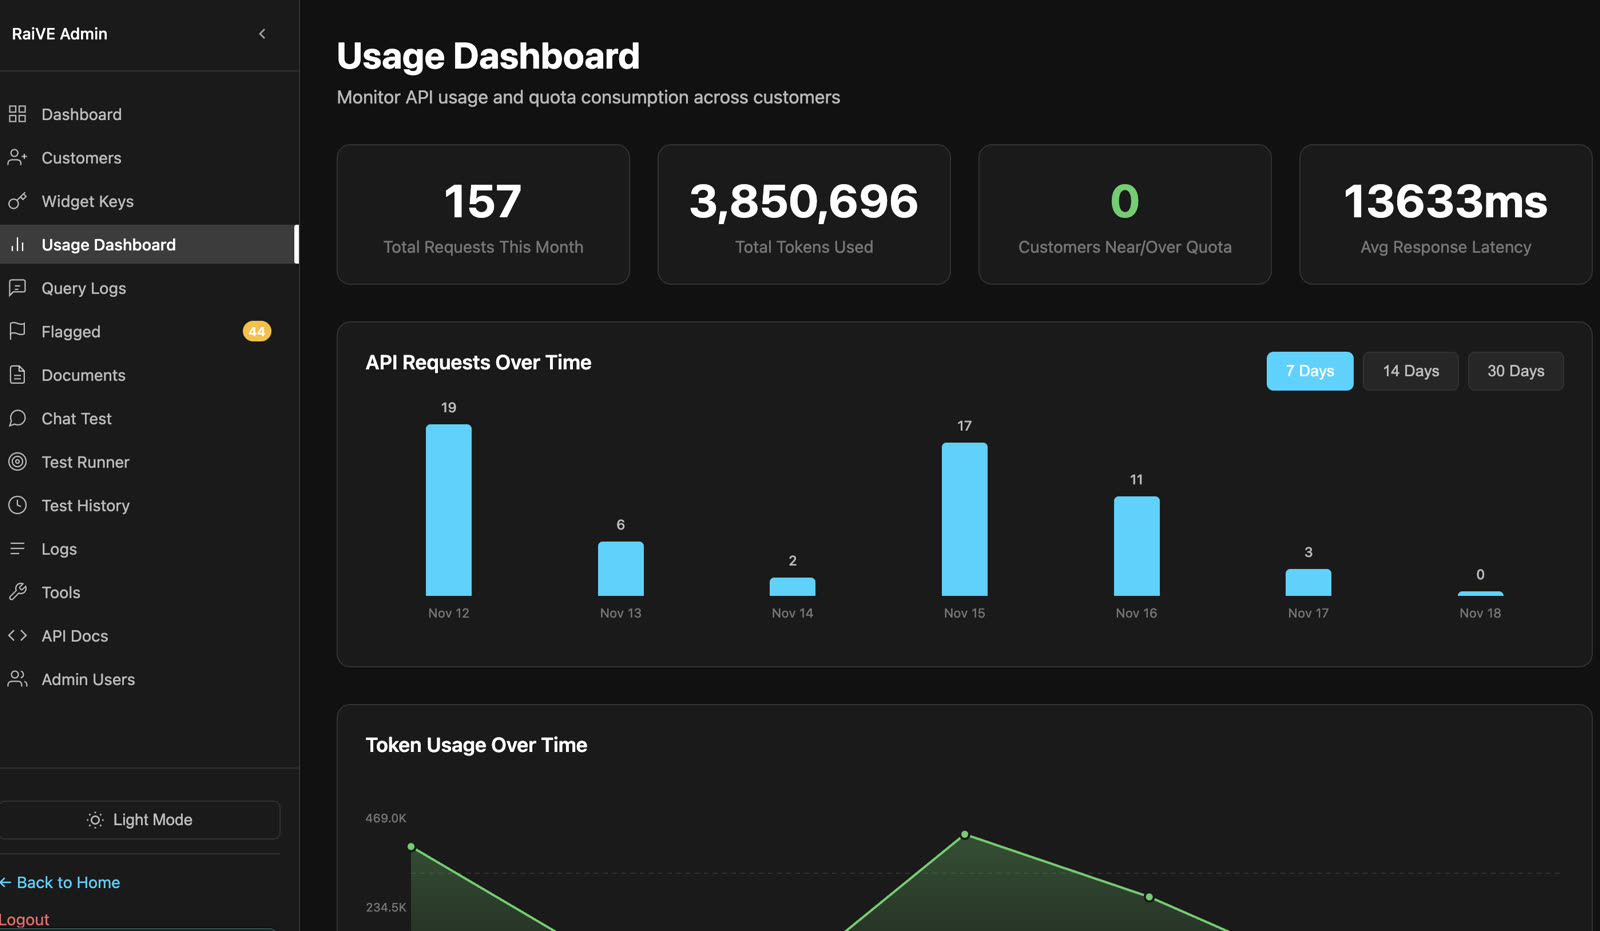 RaiVE Admin
Dashboard
Customers
Widget Keys
Usage Dashboard
Query Logs
Flagged
44
Documents
Chat Test
Test Runner
Test History
Logs
Tools
API Docs
Admin Users
Light Mode
← Back to Home
Logout
Usage Dashboard
Monitor API usage and quota consumption across customers
157
Total Requests This Month
3,850,696
Total Tokens Used
0
Customers Near/Over Quota
13633ms
Avg Response Latency
API Requests Over Time
7 Days
14 Days
30 Days
19
6
2
17
11
3
0
Nov 12
Nov 13
Nov 14
Nov 15
Nov 16
Nov 17
Nov 18
Token Usage Over Time
469.0K
234.5K